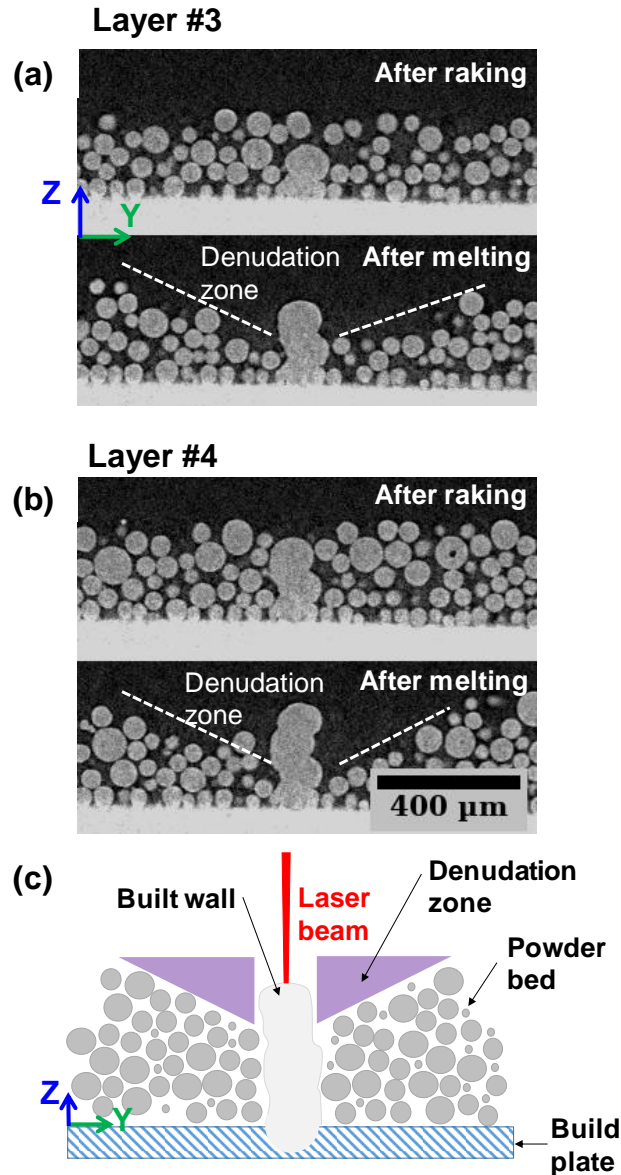 Layer #3
(a)
After raking
Z
Y
Denudation
zone
After melting
Layer #4
(b)
After raking
Denudation
zone
After melting
400 µm
(c)
Built wall
Laser
beam
Denudation
zone
Powder
bed
Z
Y
Build
plate